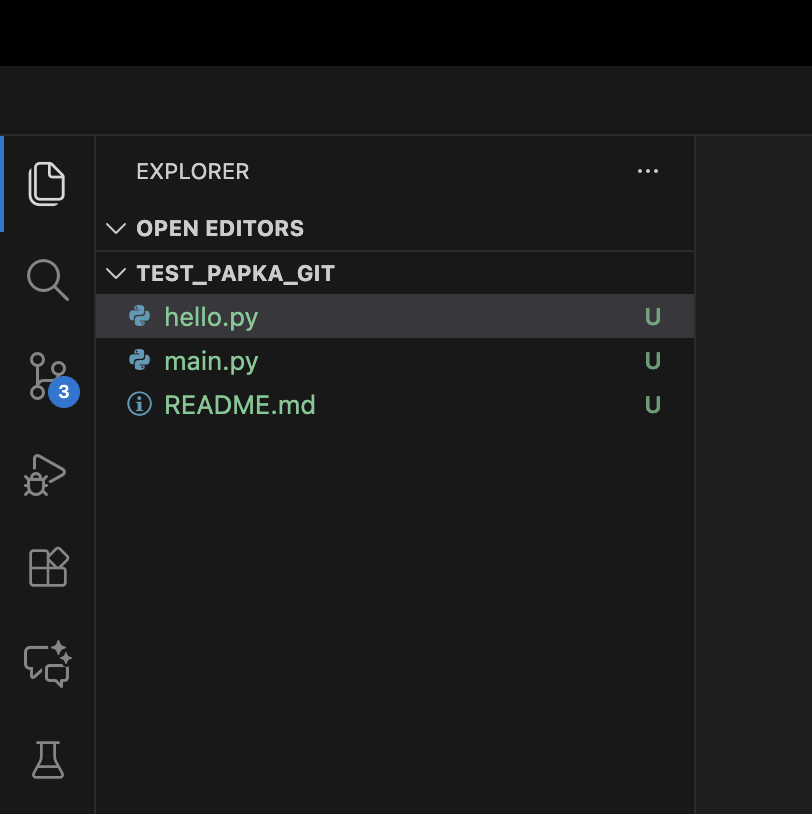 EXPLORER
OPEN EDITORS
TEST_PAPKA_GIT
hello.py U
main.py U
3
README.md U